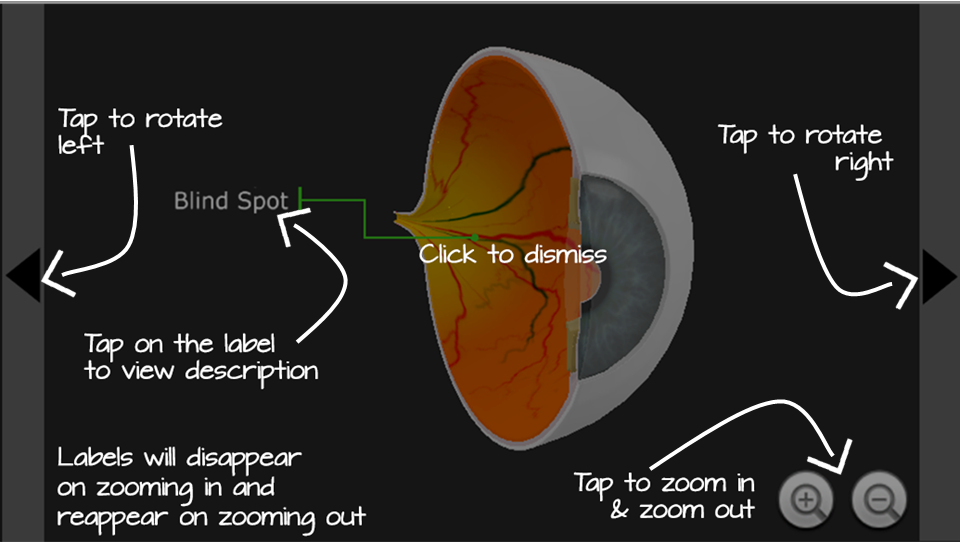 Tap to rotate
left
Tap to rotate
right
Blind Spot
Click to dismiss
Tap on the label
to view description
Labels will disappear
on zooming in and
reappear on zooming out
Tap to zoom in
& zoom out